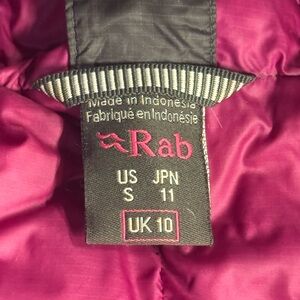 Made in Indonesia
Fabriqué en Indonésie
Rab
US JPN
S 11
UK 10